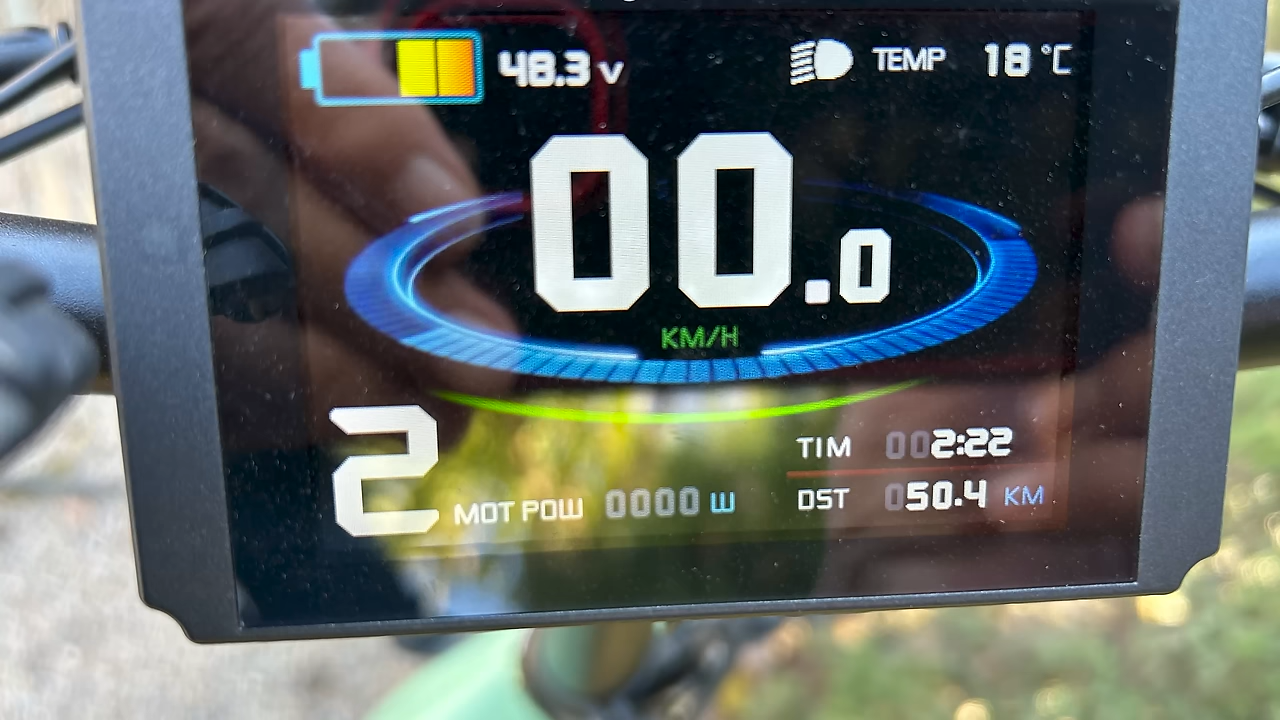 48.3 V TEMP 18 °C
00.0
KM/H
2 MOT POW 0000 W
TIM 002:22
DST 050.4 KM